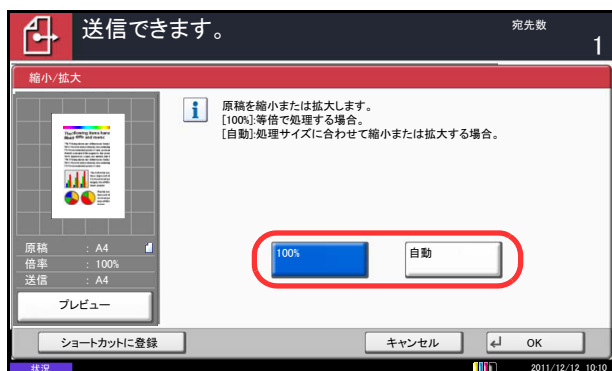 送信できます。
宛先数
1
縮小/拡大
原稿を縮小または拡大します。
[100%]:等倍で処理する場合。
[自動]:処理サイズに合わせて縮小または拡大する場合。
原稿 : A4
倍率 : 100%
送信 : A4
プレビュー
100%
自動
ショートカットに登録
キャンセル
OK
状況
2011/12/12 10:10